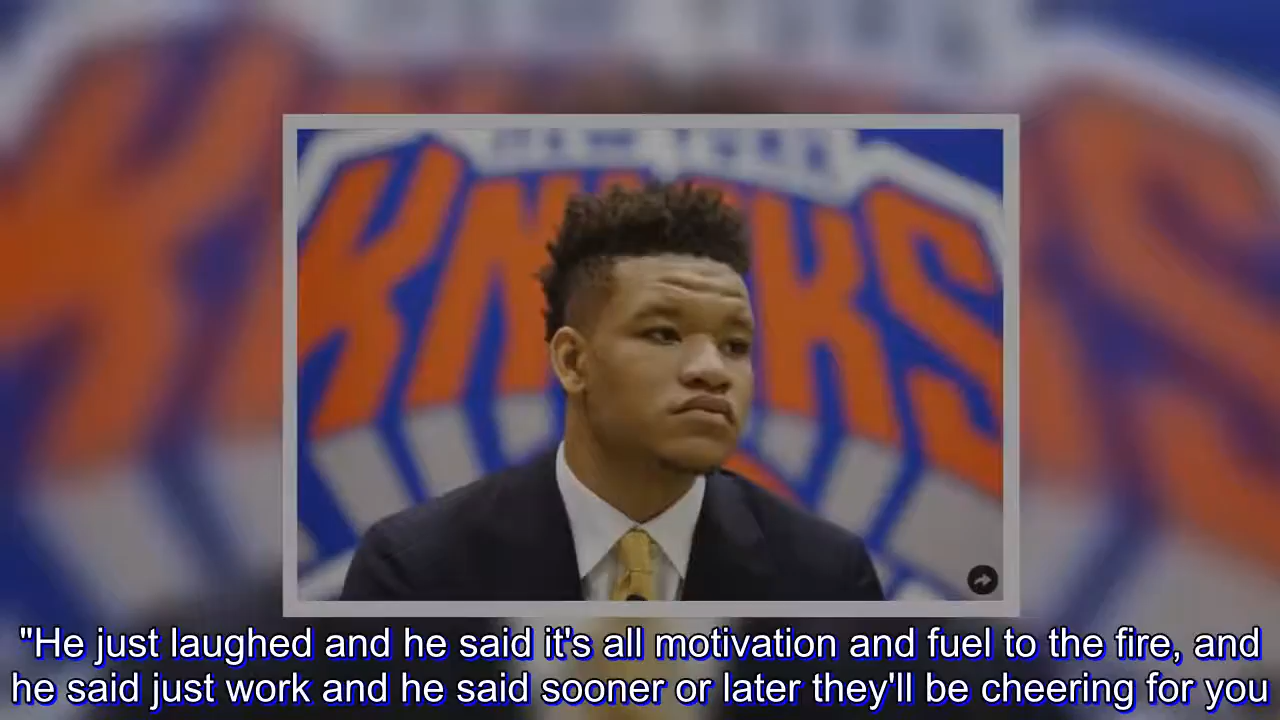 KNICKS
"He just laughed and he said it's all motivation and fuel to the fire, and
he said just work and he said sooner or later they'll be cheering for you